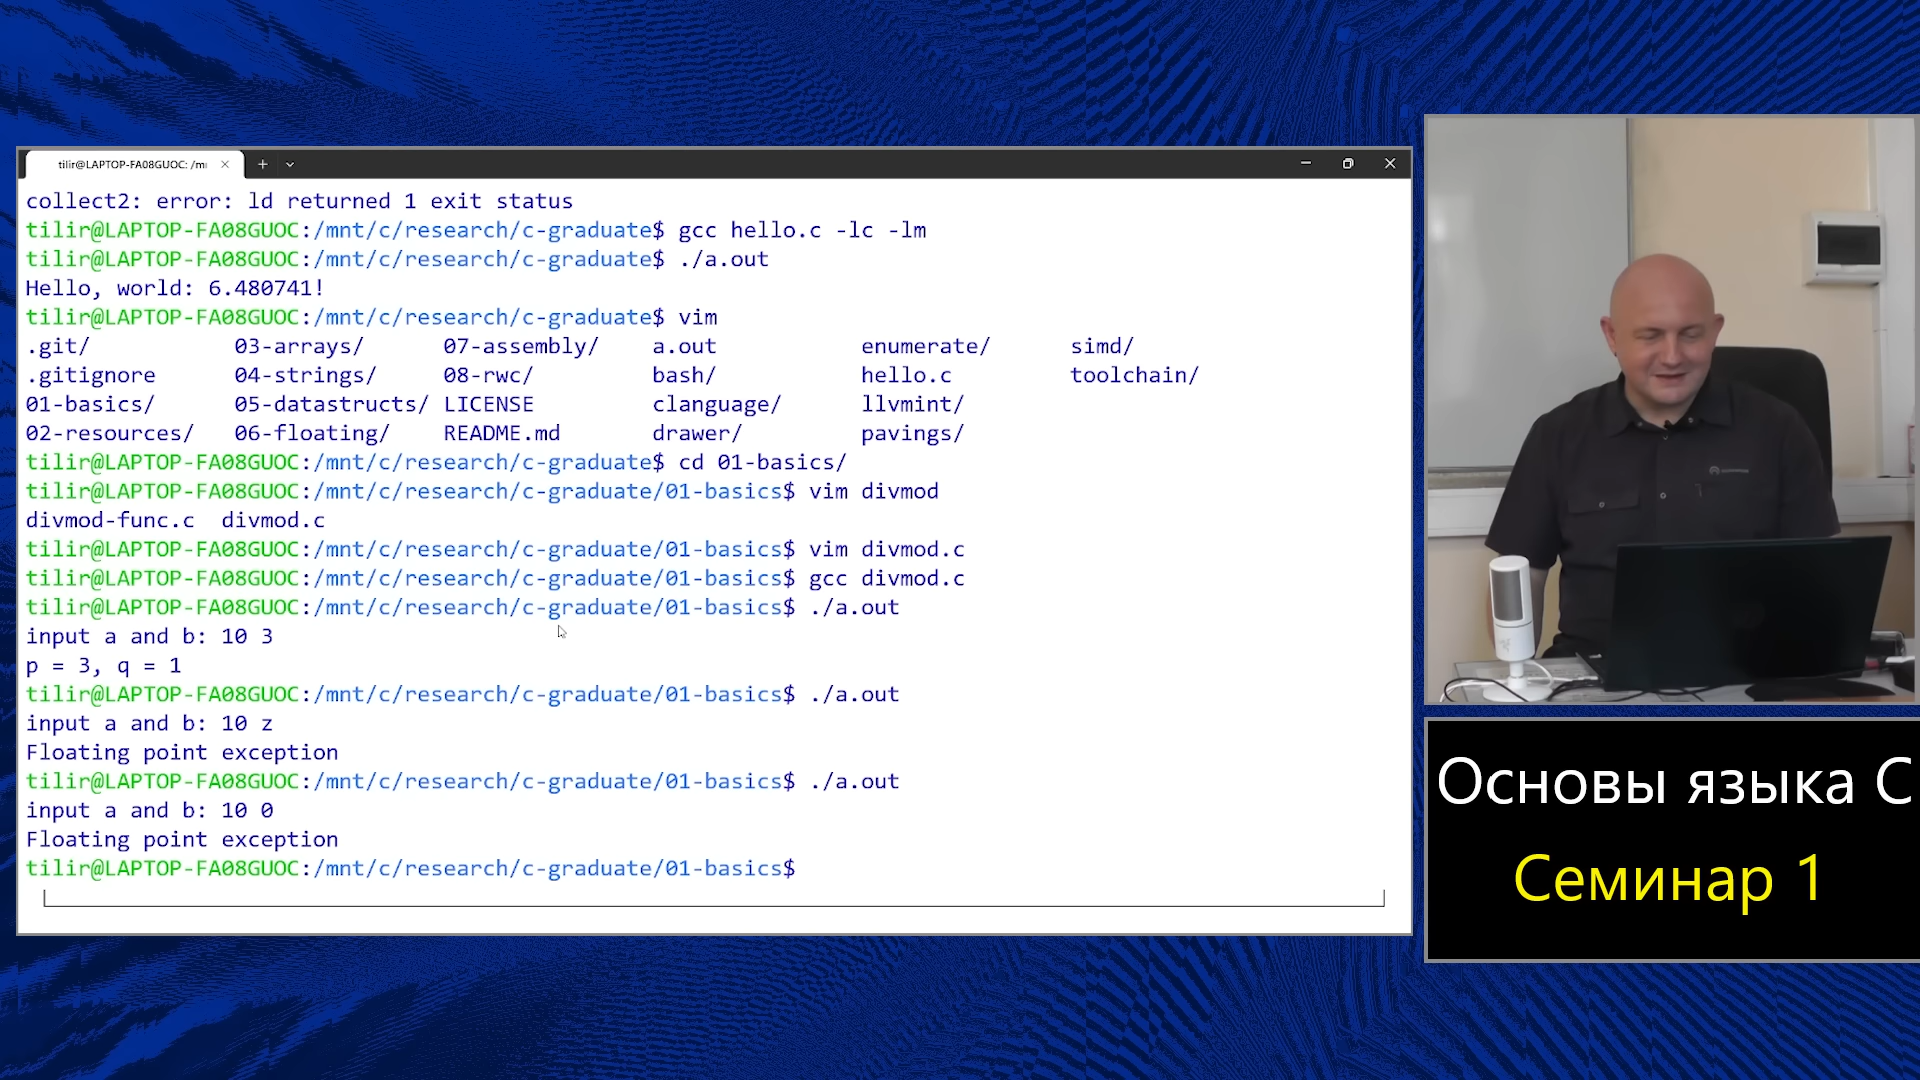 tilir@LAPTOP-FA08GUOC: /m
collect2: error: ld returned 1 exit status
tilir@LAPTOP-FA08GUOC:/mnt/c/research/c-graduate$ gcc hello.c -lc -lm
tilir@LAPTOP-FA08GUOC:/mnt/c/research/c-graduate$ ./a.out
Hello, world: 6.480741!
tilir@LAPTOP-FA08GUOC:/mnt/c/research/c-graduate$ vim
.git/ 03-arrays/ 07-assembly/ a.out enumerate/ simd/
.gitignore 04-strings/ 08-rwc/ bash/ hello.c toolchain/
01-basics/ 05-datastructs/ LICENSE clanguage/ llvmint/
02-resources/ 06-floating/ README.md drawer/ pavings/
tilir@LAPTOP-FA08GUOC:/mnt/c/research/c-graduate$ cd 01-basics/
tilir@LAPTOP-FA08GUOC:/mnt/c/research/c-graduate/01-basics$ vim divmod
divmod-func.c divmod.c
tilir@LAPTOP-FA08GUOC:/mnt/c/research/c-graduate/01-basics$ vim divmod.c
tilir@LAPTOP-FA08GUOC:/mnt/c/research/c-graduate/01-basics$ gcc divmod.c
tilir@LAPTOP-FA08GUOC:/mnt/c/research/c-graduate/01-basics$ ./a.out
input a and b: 10 3
p = 3, q = 1
tilir@LAPTOP-FA08GUOC:/mnt/c/research/c-graduate/01-basics$ ./a.out
input a and b: 10 z
Floating point exception
tilir@LAPTOP-FA08GUOC:/mnt/c/research/c-graduate/01-basics$ ./a.out
input a and b: 10 0
Floating point exception
tilir@LAPTOP-FA08GUOC:/mnt/c/research/c-graduate/01-basics$
Основы языка C
Семинар 1